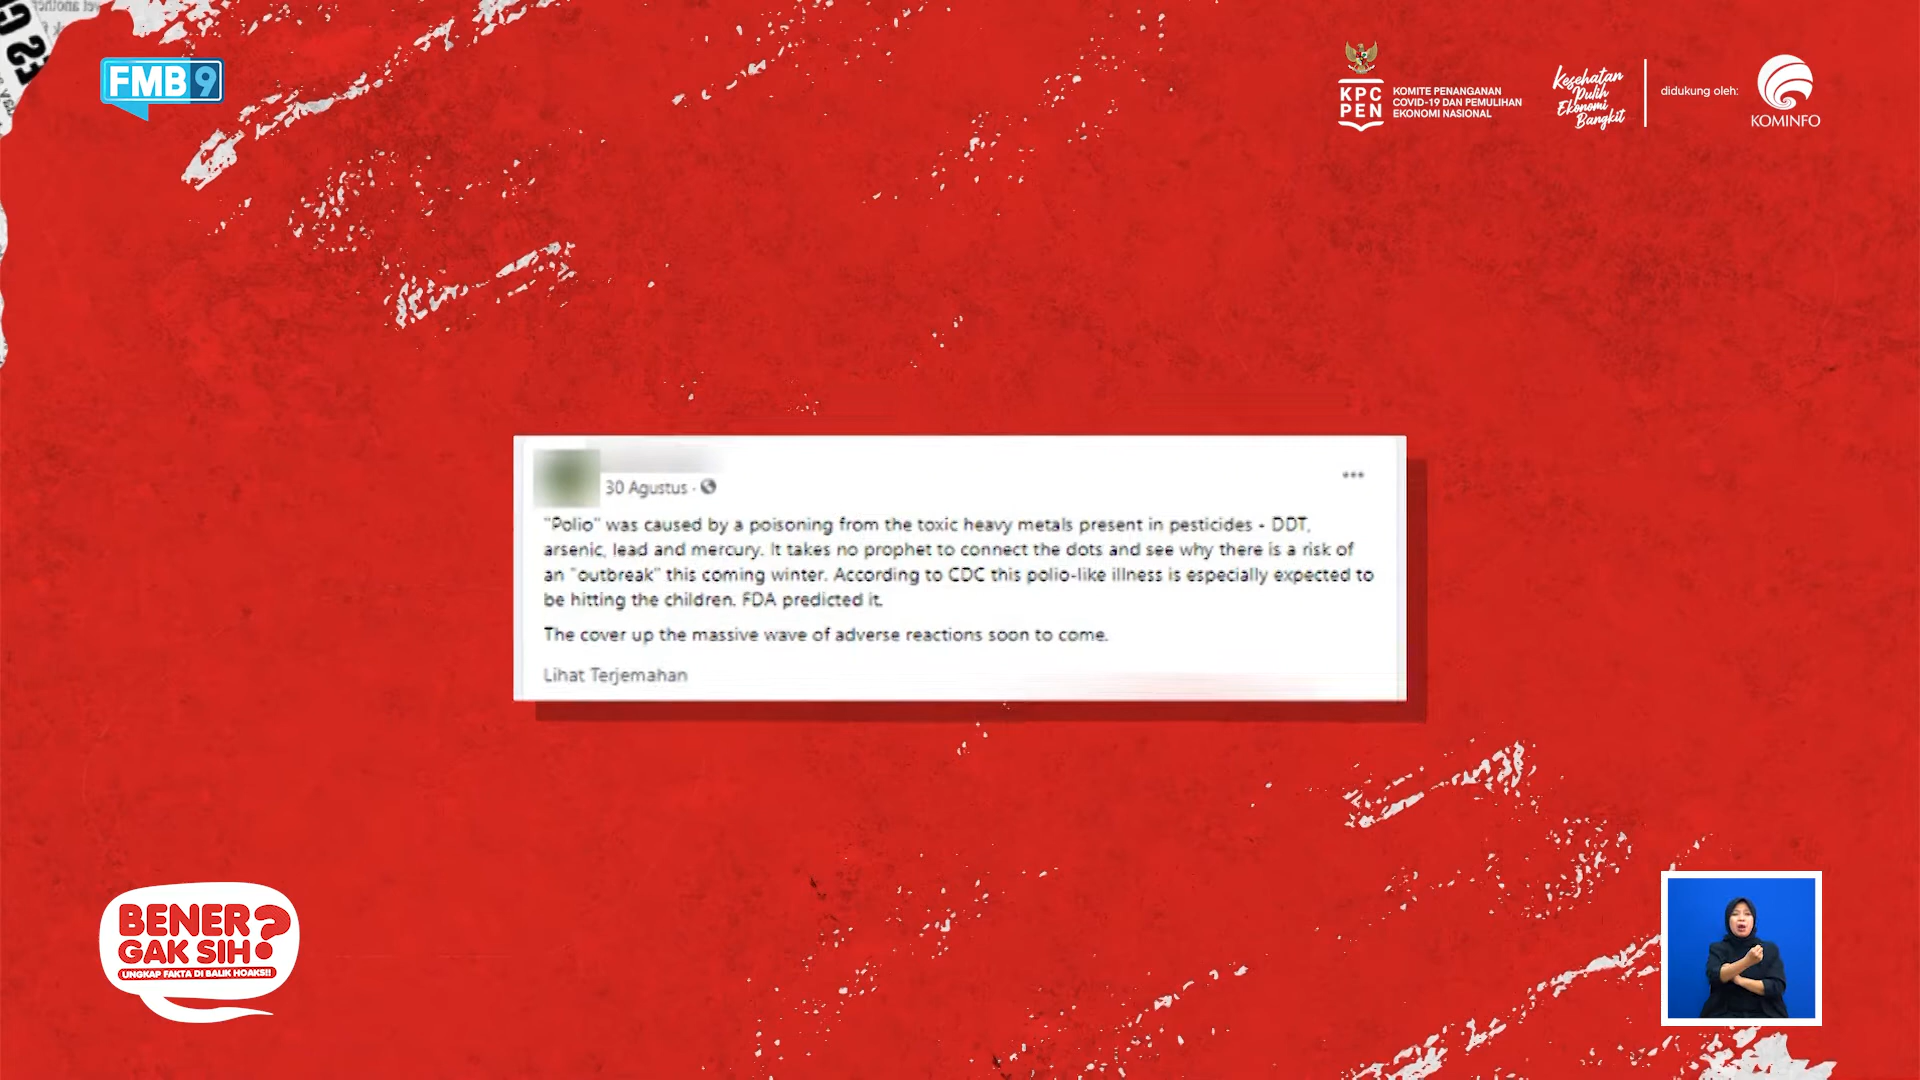 FMB 9
KPC PEN
KOMITE PENANGANAN
COVID-19 DAN PEMULIHAN
EKONOMI NASIONAL
Kesehatan
Pulih
Ekonomi
Bangkit
didukung oleh:
KOMINFO
30 Agustus ·
"Polio" was caused by a poisoning from the toxic heavy metals present in pesticides - DDT,
arsenic, lead and mercury. It takes no prophet to connect the dots and see why there is a risk of
an "outbreak" this coming winter. According to CDC this polio-like illness is especially expected to
be hitting the children. FDA predicted it.
The cover up the massive wave of adverse reactions soon to come.
Lihat Terjemahan
BENER
GAK SIH?
UNGKAP FAKTA DI BALIK HOAKS!!